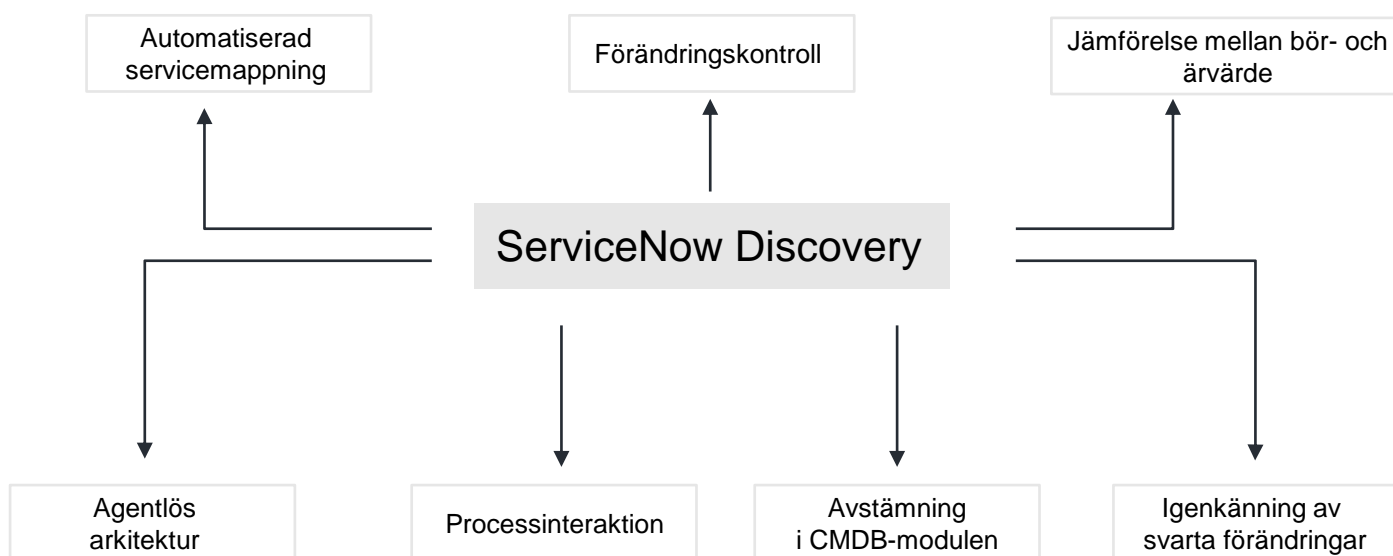 Automatiserad
servicemappning
Förändringskontroll
Jämförelse mellan bör- och
ärvärde
ServiceNow Discovery
Agentlös
arkitektur
Processinteraktion
Avstämning
i CMDB-modulen
Igenkänning av
svarta förändringar